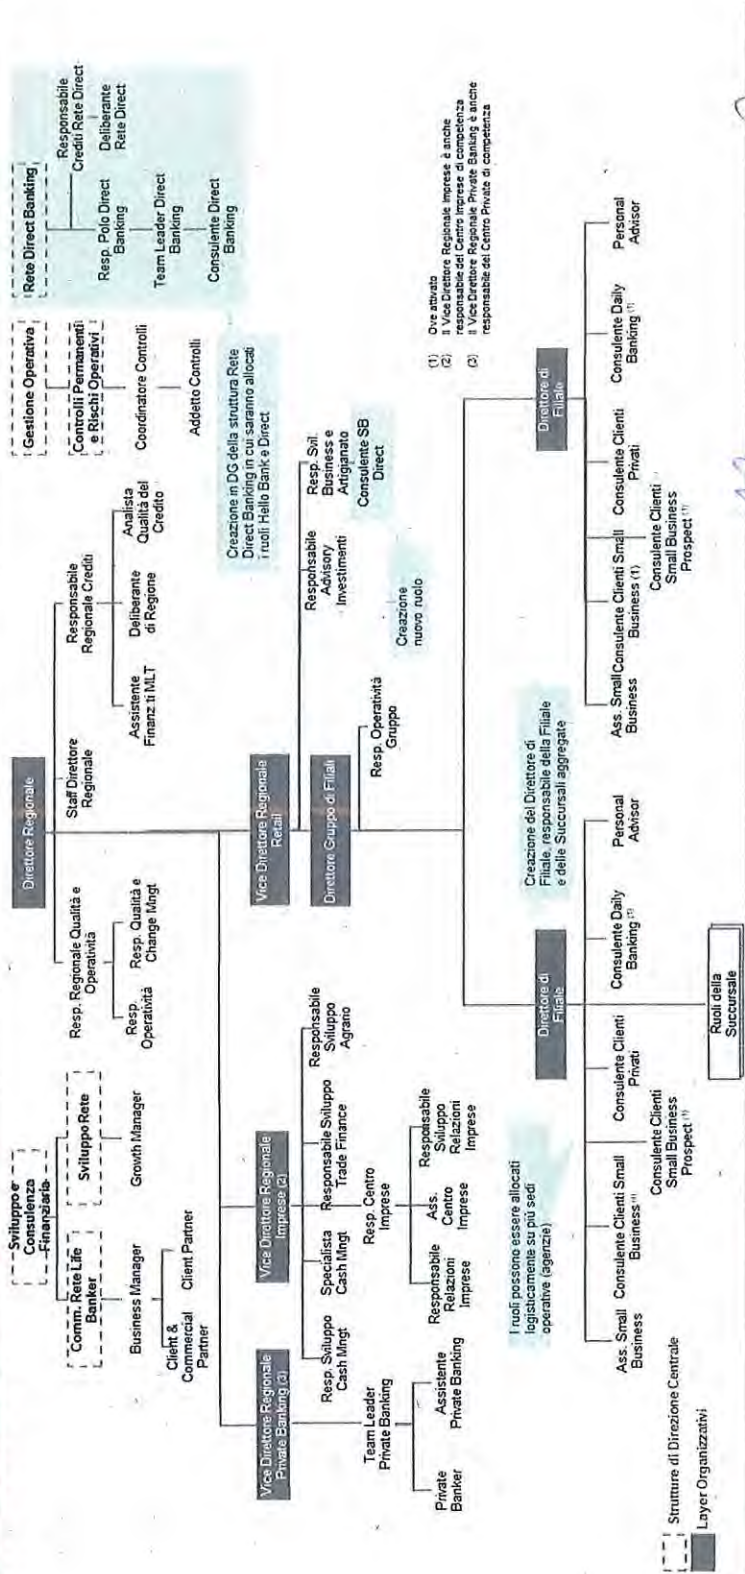 Sviluppo e
Consulenza
Finanziaria
Comm. Rete Life
Banker
Sviluppo Rete
Business Manager
Growth Manager
Client &
Commercial
Partner
Client Partner
Direttore Regionale
Resp. Regionale Qualità e
Operatività
Staff Direttore
Regionale
Responsabile
Regionale Crediti
Resp.
Operatività
Resp. Qualità e
Change Mngt
Assistente
Finanz.ti MLT
Deliberante
di Regione
Analista
Qualità del
Credito
Gestione Operativa
Controlli Permanenti
e Rischi Operativi
Coordinatore Controlli
Addetto Controlli
Rete Direct Banking
Responsabile
Crediti Rete Direct
Resp. Polo Direct
Banking
Deliberante
Rete Direct
Team Leader Direct
Banking
Consulente Direct
Banking
Creazione in DG della struttura Rete
Direct Banking in cui saranno allocati
i ruoli Hello Bank e Direct
Vice Direttore Regionale
Private Banking (3)
Vice Direttore Regionale
Imprese (2)
Vice Direttore Regionale
Retail
Resp. Sviluppo
Cash Mngt
Specialista
Cash Mngt
Responsabile Sviluppo
Trade Finance
Responsabile
Sviluppo
Agrario
Direttore Gruppo di Filiali
Responsabile
Advisory
Investimenti
Resp. Svil.
Business e
Artigianato
Consulente SB
Direct
Team Leader
Private Banking
Resp. Centro
Imprese
Resp. Operatività
Gruppo
Creazione
nuovo ruolo
Private
Banker
Assistente
Private Banking
Responsabile
Relazioni
Imprese
Ass.
Centro
Imprese
Responsabile
Sviluppo
Relazioni
Imprese
(1) Ove attivato
(2) Il Vice Direttore Regionale Imprese è anche
responsabile del Centro Imprese di competenza
(3) Il Vice Direttore Regionale Private Banking è anche
responsabile del Centro Private di competenza
I ruoli possono essere allocati
logisticamente su più sedi
operative (agenzie)
Direttore di
Filiale
Creazione del Direttore di
Filiale, responsabile della Filiale
e delle Succursali aggregate
Direttore di
Filiale
Ass. Small
Business
Consulente Clienti Small
Business (1)
Consulente Clienti
Privati
Consulente Daily
Banking (1)
Personal
Advisor
Consulente Clienti
Small Business
Prospect (1)
Ass. Small
Business
Consulente Clienti Small
Business (1)
Consulente Clienti
Privati
Consulente Daily
Banking (1)
Personal
Advisor
Consulente Clienti
Small Business
Prospect (1)
Ruoli della
Succursale
Strutture di Direzione Centrale
Layer Organizzativi